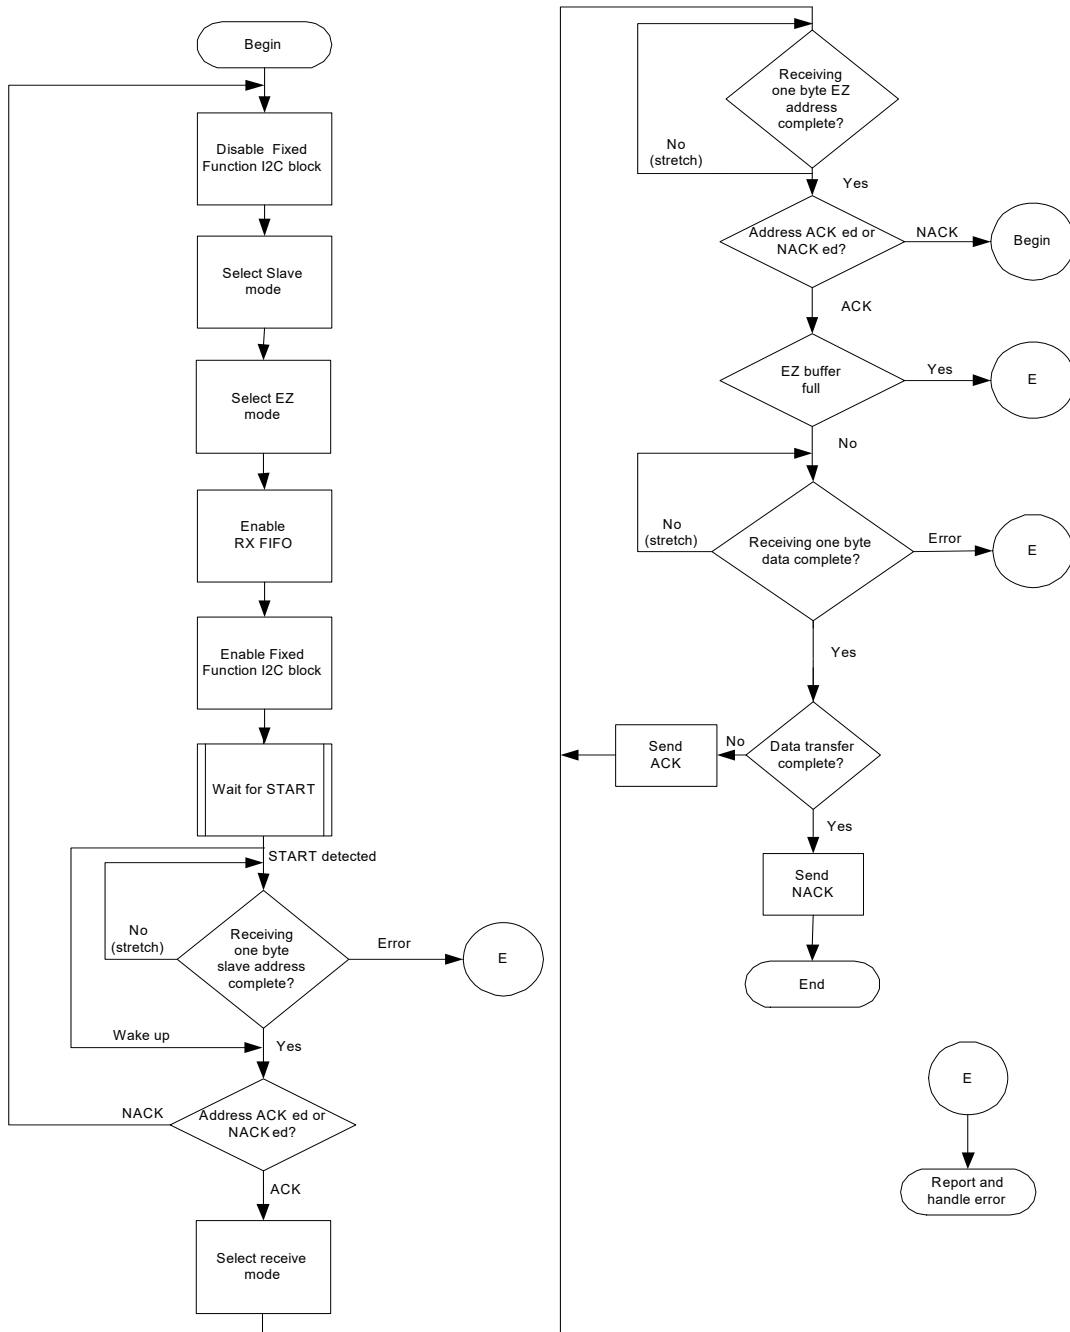 Begin
Disable Fixed
Function I2C block
Select Slave
mode
Select EZ
mode
Enable
RX FIFO
Enable Fixed
Function I2C block
Wait for START
START detected
No
(stretch)
Receiving
one byte
slave address
complete?
Error
E
Wake up
Yes
NACK
Address ACK ed or
NACK ed?
ACK
Select receive
mode
Receiving
one byte EZ
address
complete?
No
(stretch)
Yes
Address ACK ed or
NACK ed?
NACK
Begin
ACK
EZ buffer
full
Yes
E
No
No
(stretch)
Receiving one byte
data complete?
Error
E
Yes
Send
ACK
No
Data transfer
complete?
Yes
Send
NACK
End
E
Report and
handle error